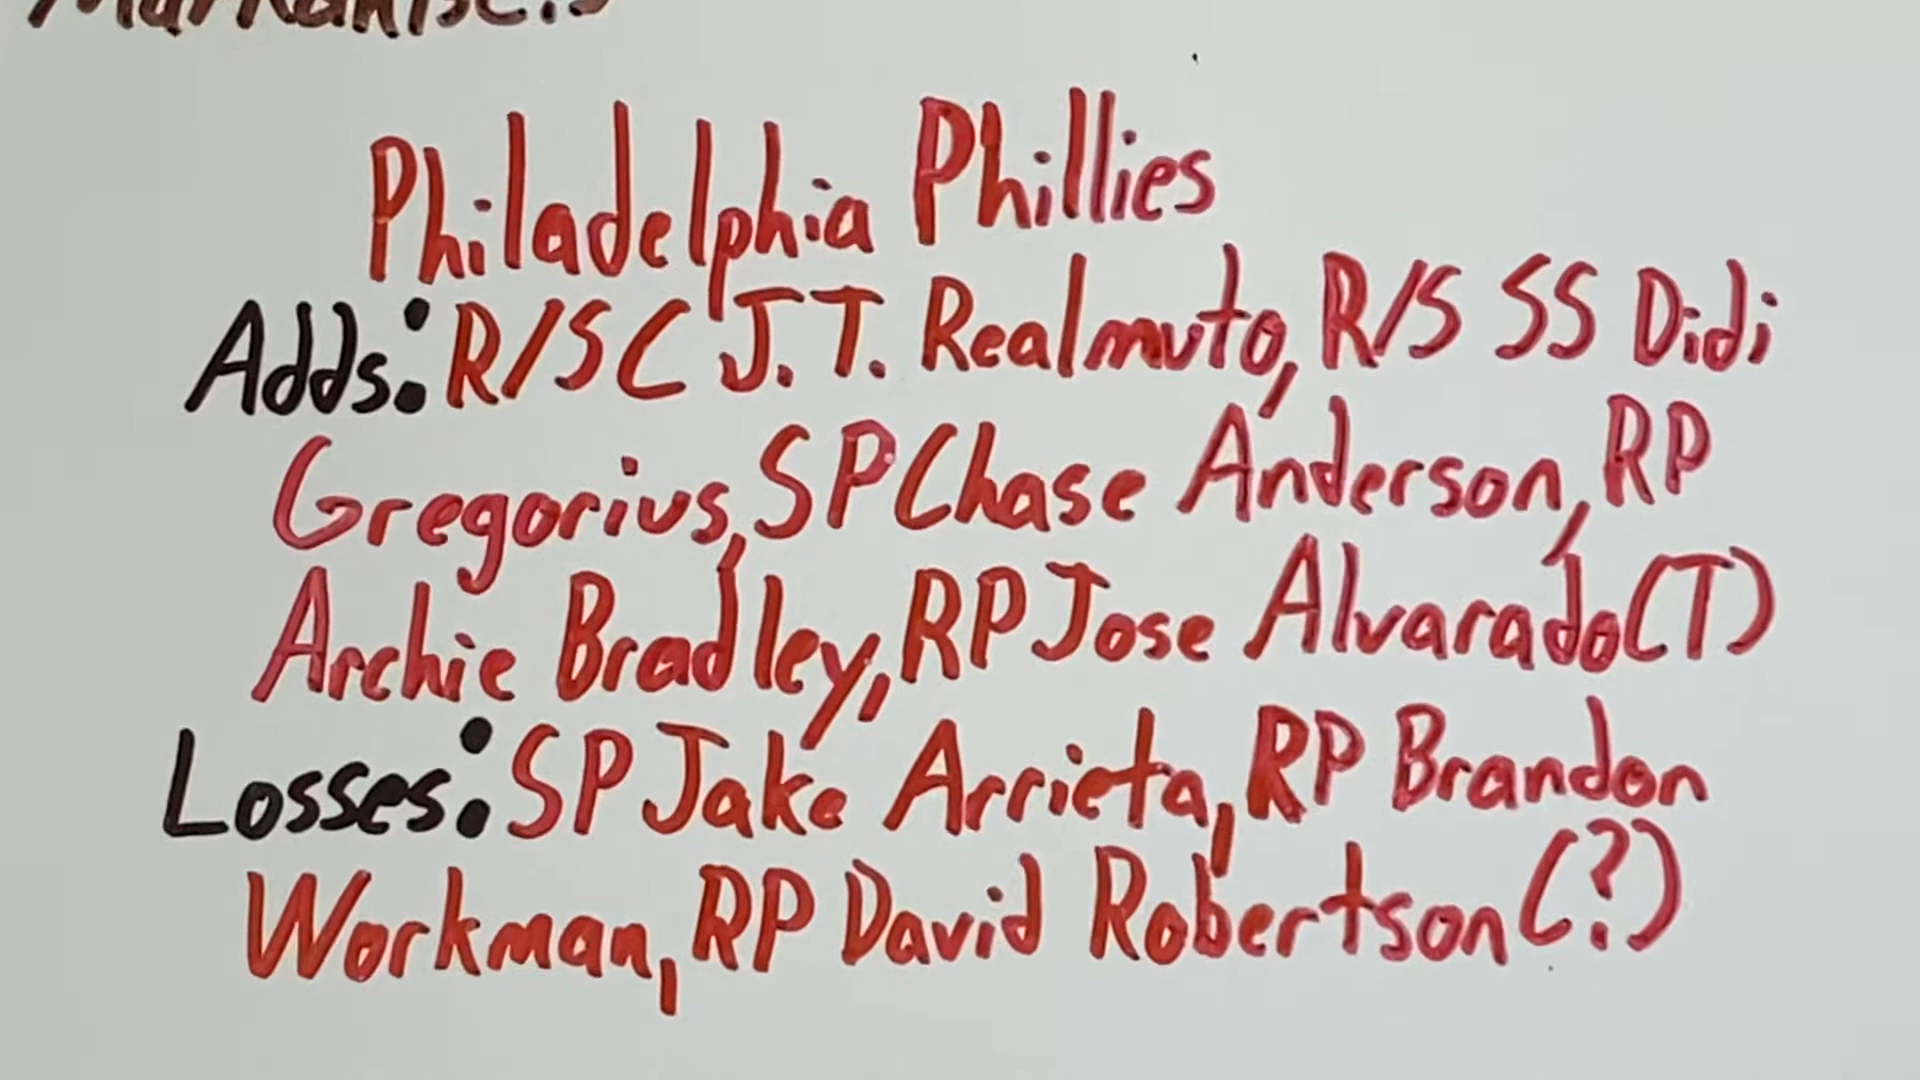 Philadelphia Phillies
Adds: R/S C J.T. Realmuto, R/S SS Didi
Gregorius, SP Chase Anderson, RP
Archie Bradley, RP Jose Alvarado (T)
Losses: SP Jake Arrieta, RP Brandon
Workman, RP David Robertson (?)